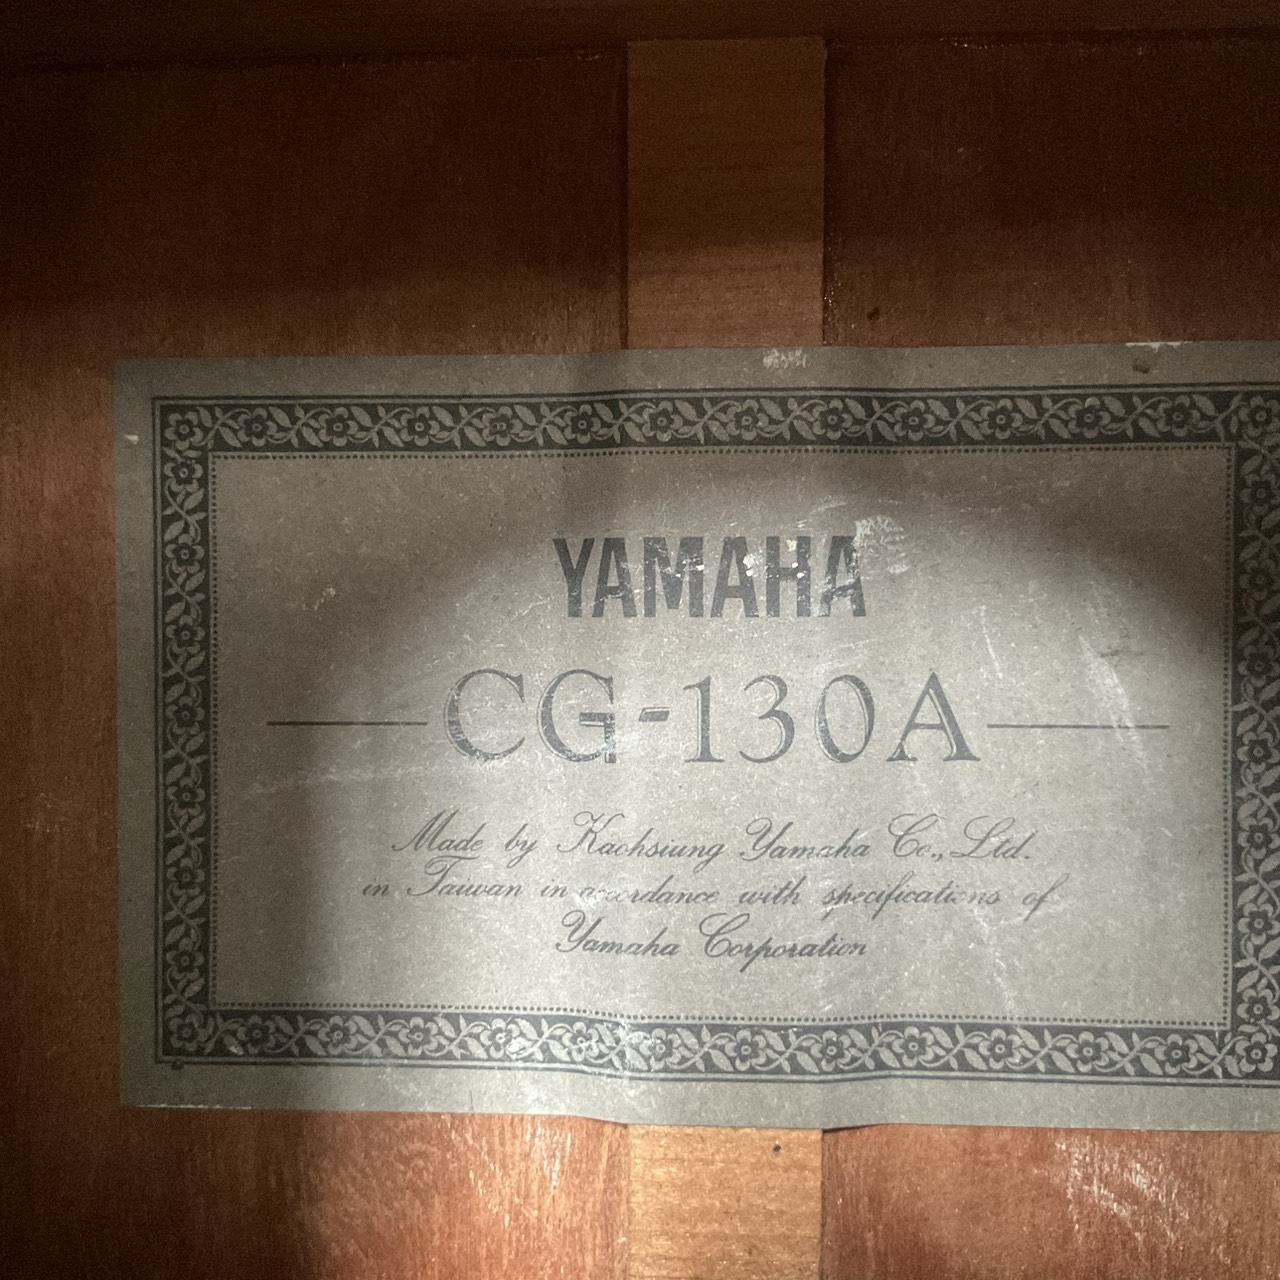 YAMAHA
CG-130A
Made by Kaohsiung Yamaha Co., Ltd.
in Taiwan in accordance with specifications of
Yamaha Corporation